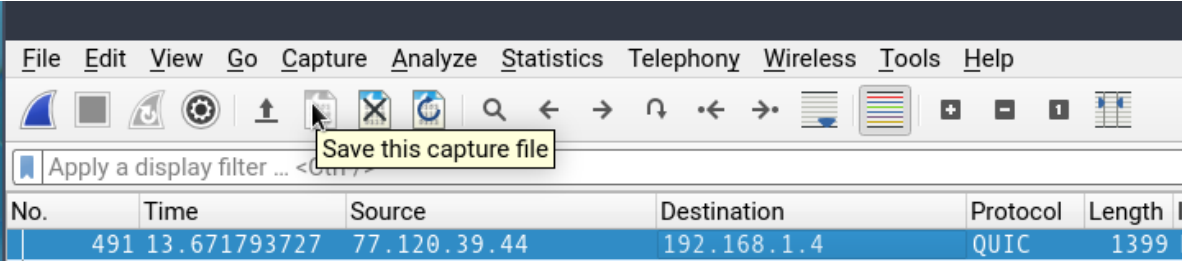 File Edit View Go Capture Analyze Statistics Telephony Wireless Tools Help
Save this capture file
Apply a display filter ...
No. Time Source Destination Protocol Length
491 13.671793727 77.120.39.44 192.168.1.4 QUIC 1399